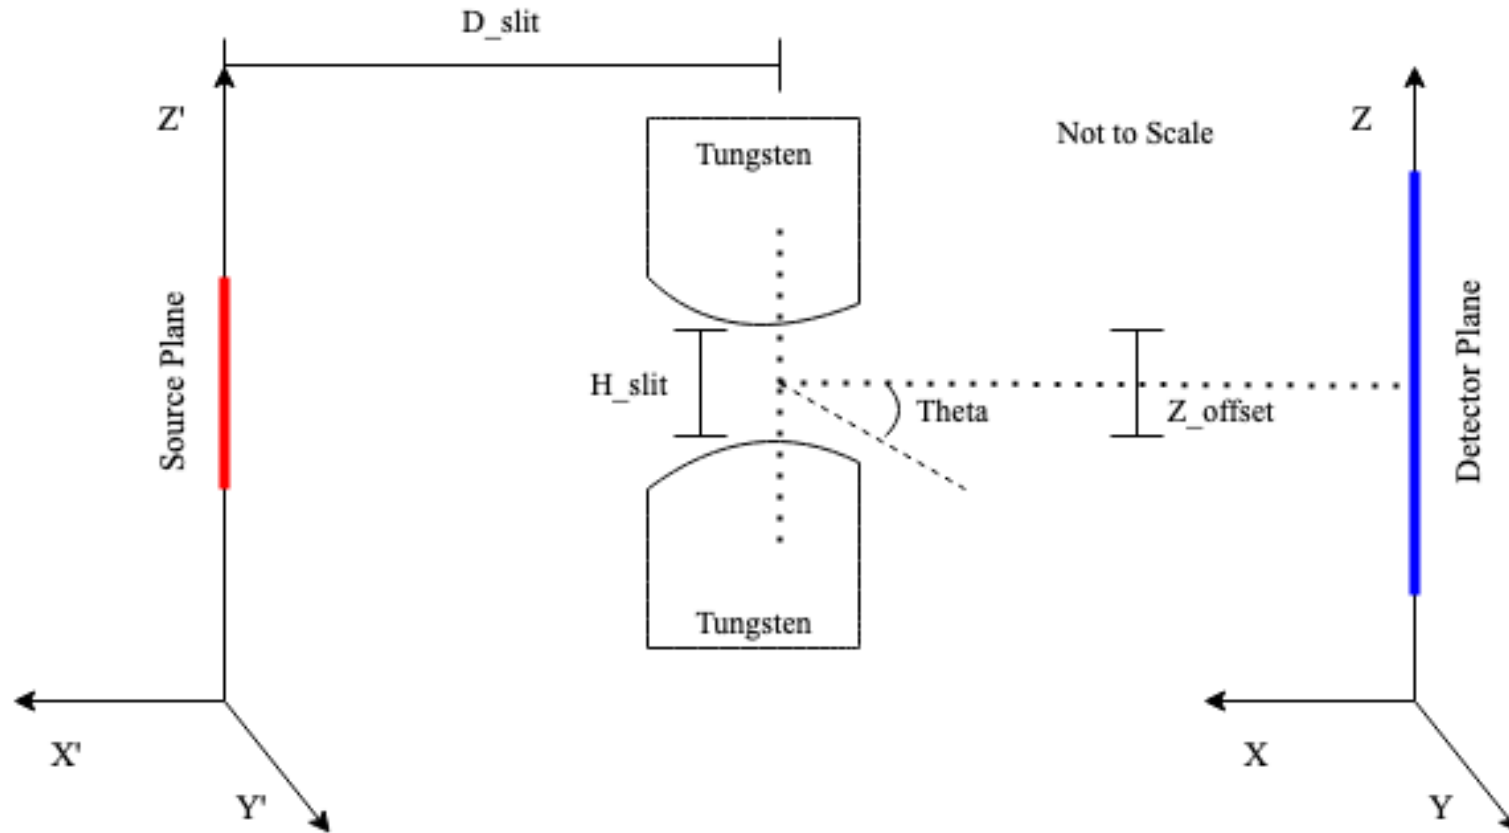 D_slit
Z'
Tungsten
Not to Scale
Z
Source Plane
H_slit
Theta
Z_offset
Detector Plane
Tungsten
X'
Y'
X
Y